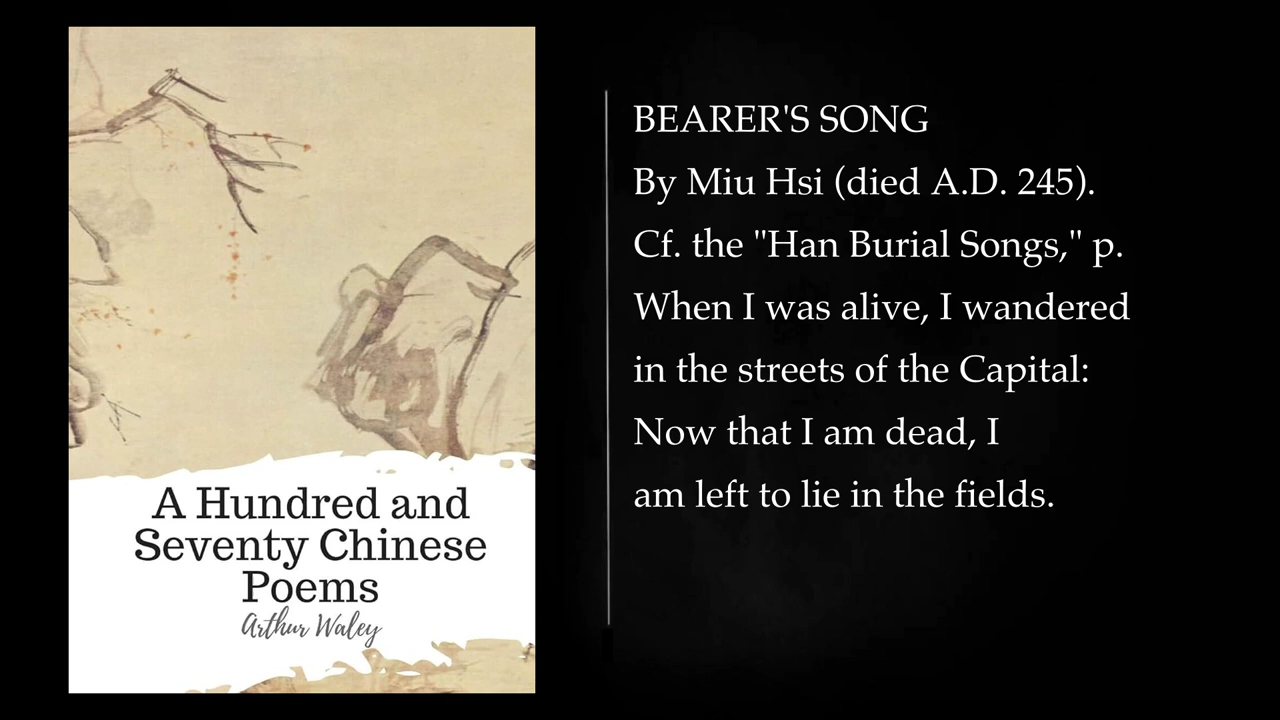 A Hundred and
Seventy Chinese
Poems
Arthur Waley
BEARER'S SONG
By Miu Hsi (died A.D. 245).
Cf. the "Han Burial Songs," p.
When I was alive, I wandered
in the streets of the Capital:
Now that I am dead, I
am left to lie in the fields.